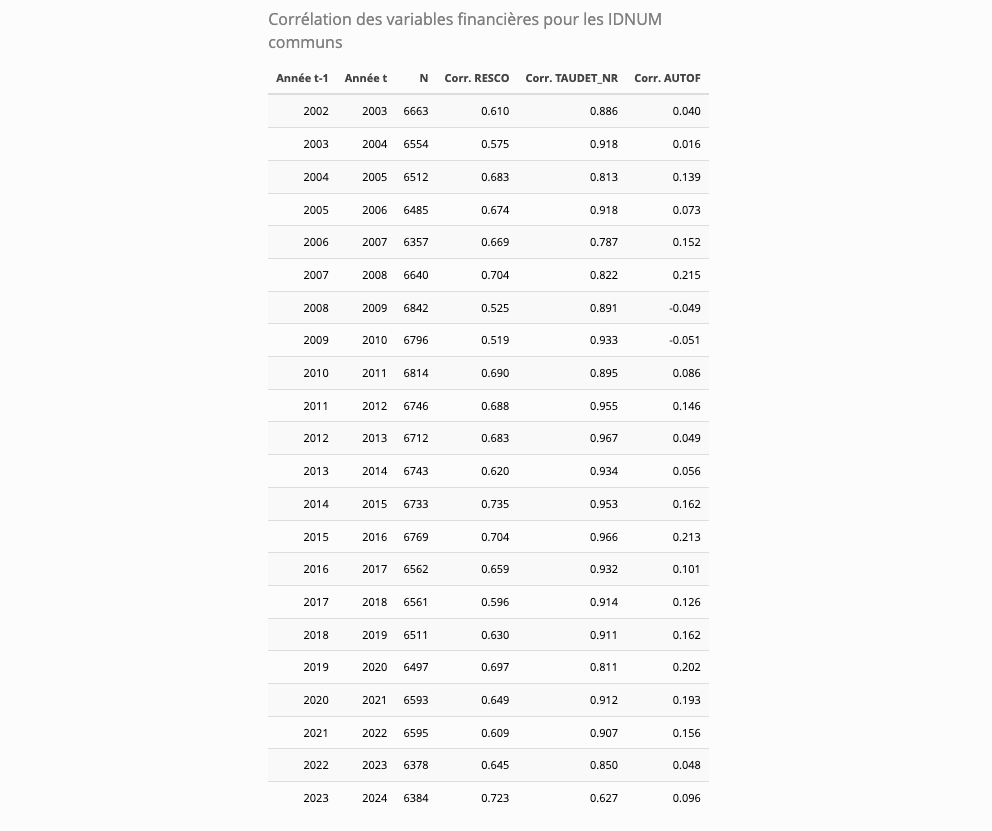 Corrélation des variables financières pour les IDNUM
communs
Année t-1 Année t N Corr. RESCO Corr. TAUDET_NR Corr. AUTOF
2002 2003 6663 0.610 0.886 0.040
2003 2004 6554 0.575 0.918 0.016
2004 2005 6512 0.683 0.813 0.139
2005 2006 6485 0.674 0.918 0.073
2006 2007 6357 0.669 0.787 0.152
2007 2008 6640 0.704 0.822 0.215
2008 2009 6842 0.525 0.891 -0.049
2009 2010 6796 0.519 0.933 -0.051
2010 2011 6814 0.690 0.895 0.086
2011 2012 6746 0.688 0.955 0.146
2012 2013 6712 0.683 0.967 0.049
2013 2014 6743 0.620 0.934 0.056
2014 2015 6733 0.735 0.953 0.162
2015 2016 6769 0.704 0.966 0.213
2016 2017 6562 0.659 0.932 0.101
2017 2018 6561 0.596 0.914 0.126
2018 2019 6511 0.630 0.911 0.162
2019 2020 6497 0.697 0.811 0.202
2020 2021 6593 0.649 0.912 0.193
2021 2022 6595 0.609 0.907 0.156
2022 2023 6378 0.645 0.850 0.048
2023 2024 6384 0.723 0.627 0.096